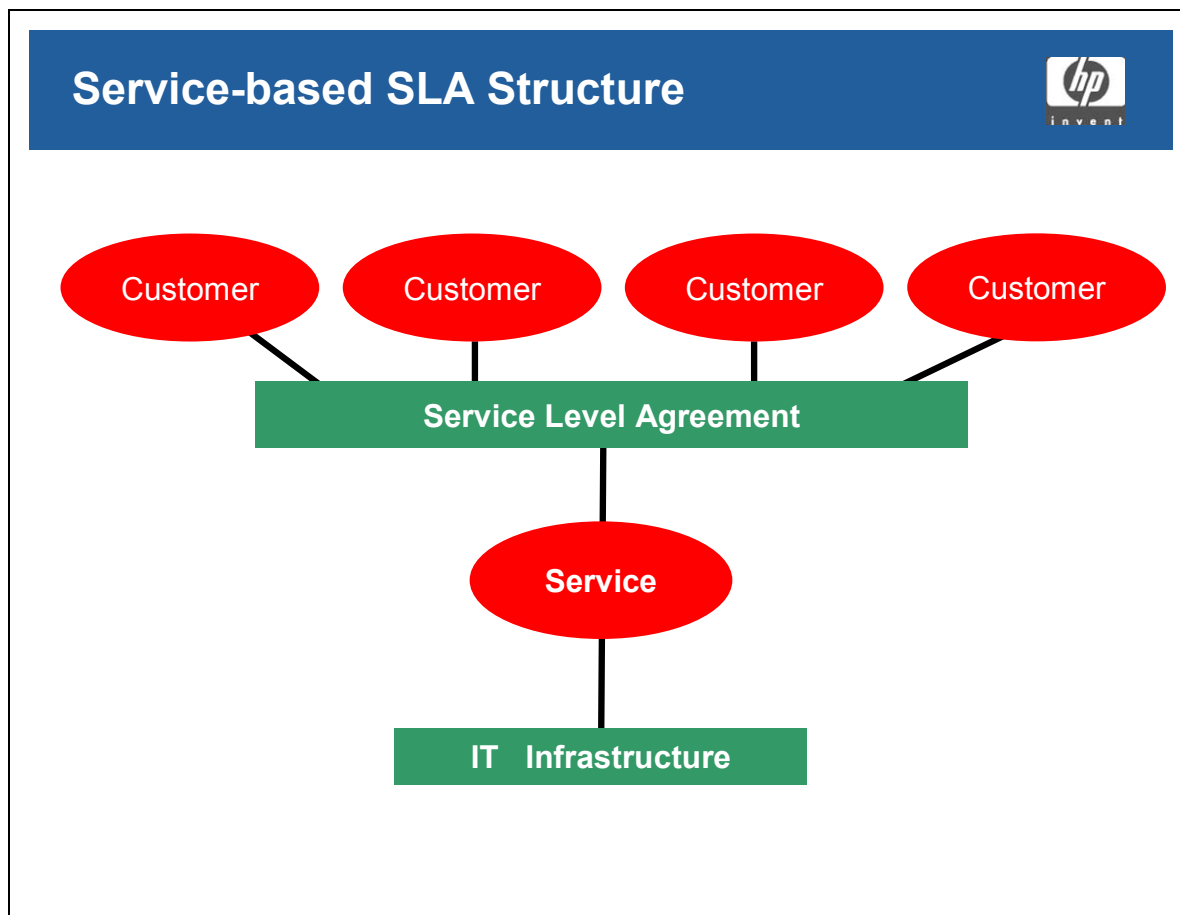 Service-based SLA Structure
hp
invent
Customer
Customer
Customer
Customer
Service Level Agreement
Service
IT Infrastructure